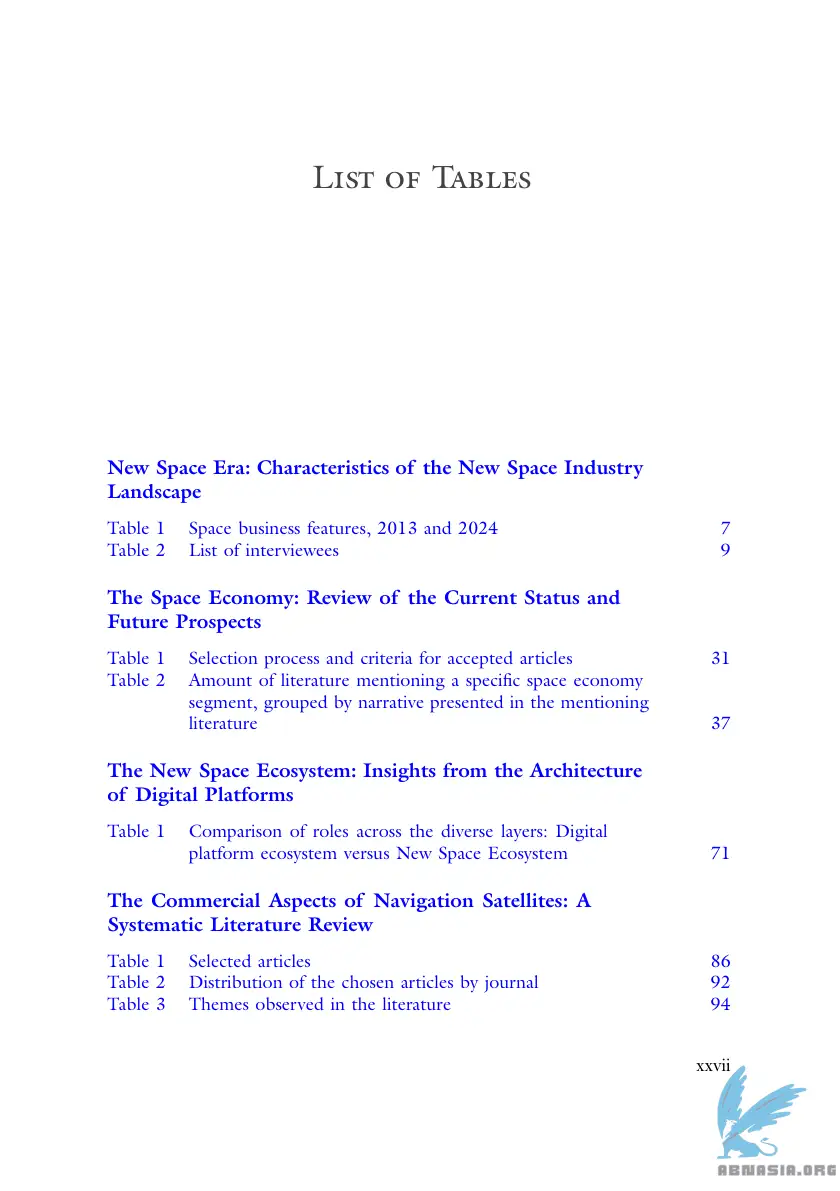 List of Tables
New Space Era: Characteristics of the New Space Industry
Landscape
Table 1 Space business features, 2013 and 2024 7
Table 2 List of interviewees 9
The Space Economy: Review of the Current Status and
Future Prospects
Table 1 Selection process and criteria for accepted articles 31
Table 2 Amount of literature mentioning a specific space economy
segment, grouped by narrative presented in the mentioning
literature 37
The New Space Ecosystem: Insights from the Architecture
of Digital Platforms
Table 1 Comparison of roles across the diverse layers: Digital
platform ecosystem versus New Space Ecosystem 71
The Commercial Aspects of Navigation Satellites: A
Systematic Literature Review
Table 1 Selected articles 86
Table 2 Distribution of the chosen articles by journal 92
Table 3 Themes observed in the literature 94
xxvii
ABNASIA.ORG